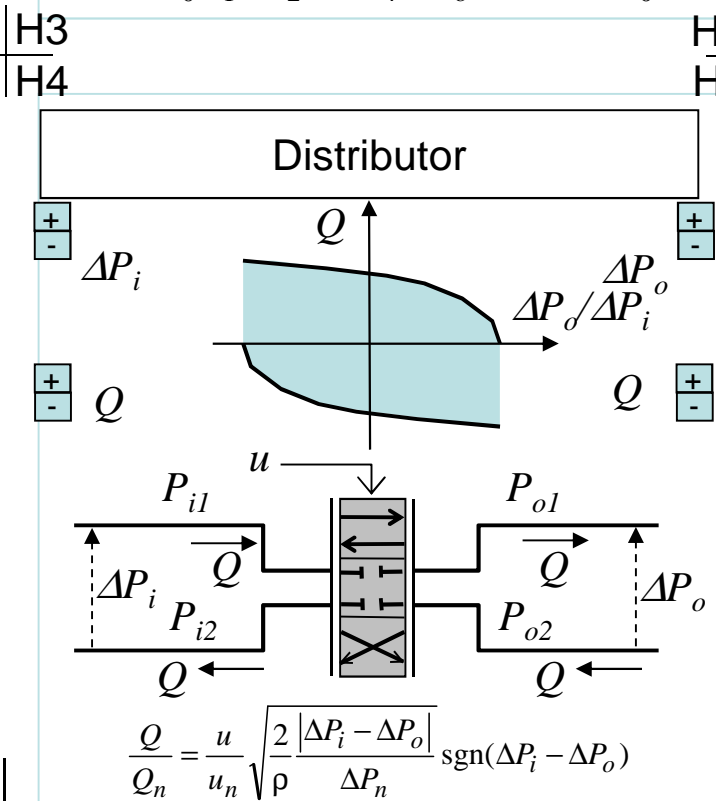 H3 H
H4 H
Distributor
+ Q +
- -
ΔP_i ΔP_o
ΔP_o/ΔP_i
+ +
- Q Q -
u
P_i1 P_o1
Q Q
ΔP_i ΔP_o
P_i2 P_o2
Q Q
Q/Q_n = u/u_n √(2/ρ |ΔP_i − ΔP_o|/ΔP_n) sgn(ΔP_i − ΔP_o)